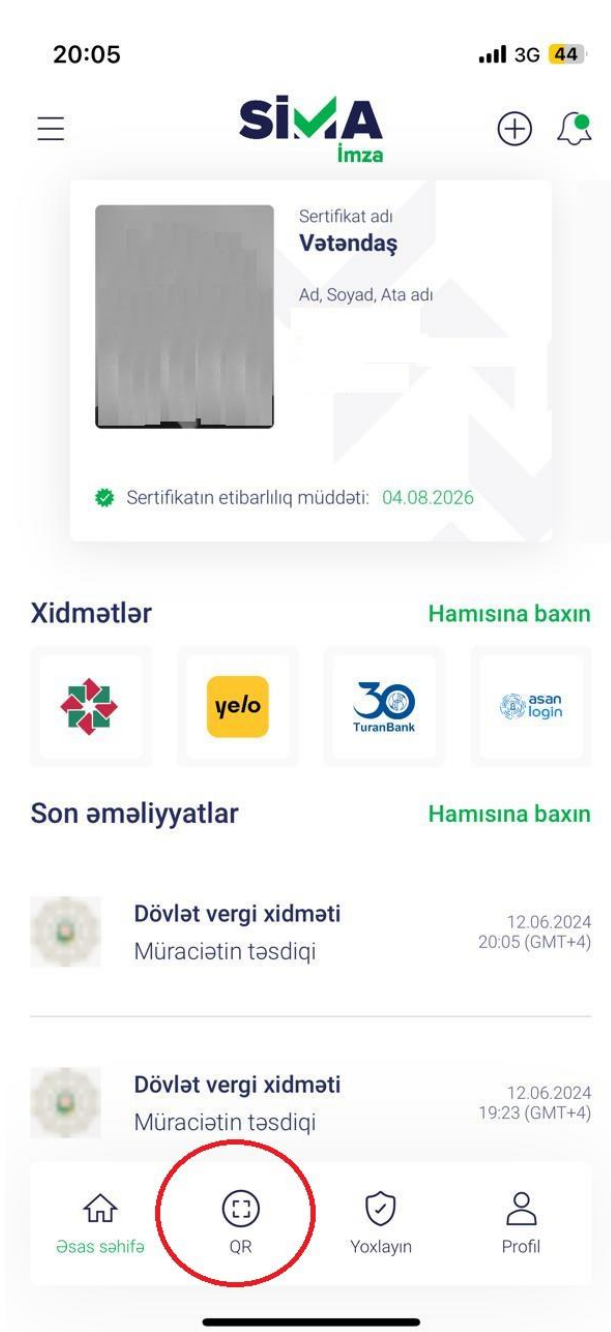 20:05
3G 44
SİMA
İmza
Sertifikat adı
Vətəndaş
Ad, Soyad, Ata adı
Sertifikatın etibarlılıq müddəti: 04.08.2026
Xidmətlər
Hamısına baxın
yelo
30
TuranBank
asan
login
Son əməliyyatlar
Hamısına baxın
Dövlət vergi xidməti
Müraciətin təsdiqi
12.06.2024
20:05 (GMT+4)
Dövlət vergi xidməti
Müraciətin təsdiqi
12.06.2024
19:23 (GMT+4)
Əsas səhifə
QR
Yoxlayın
Profil